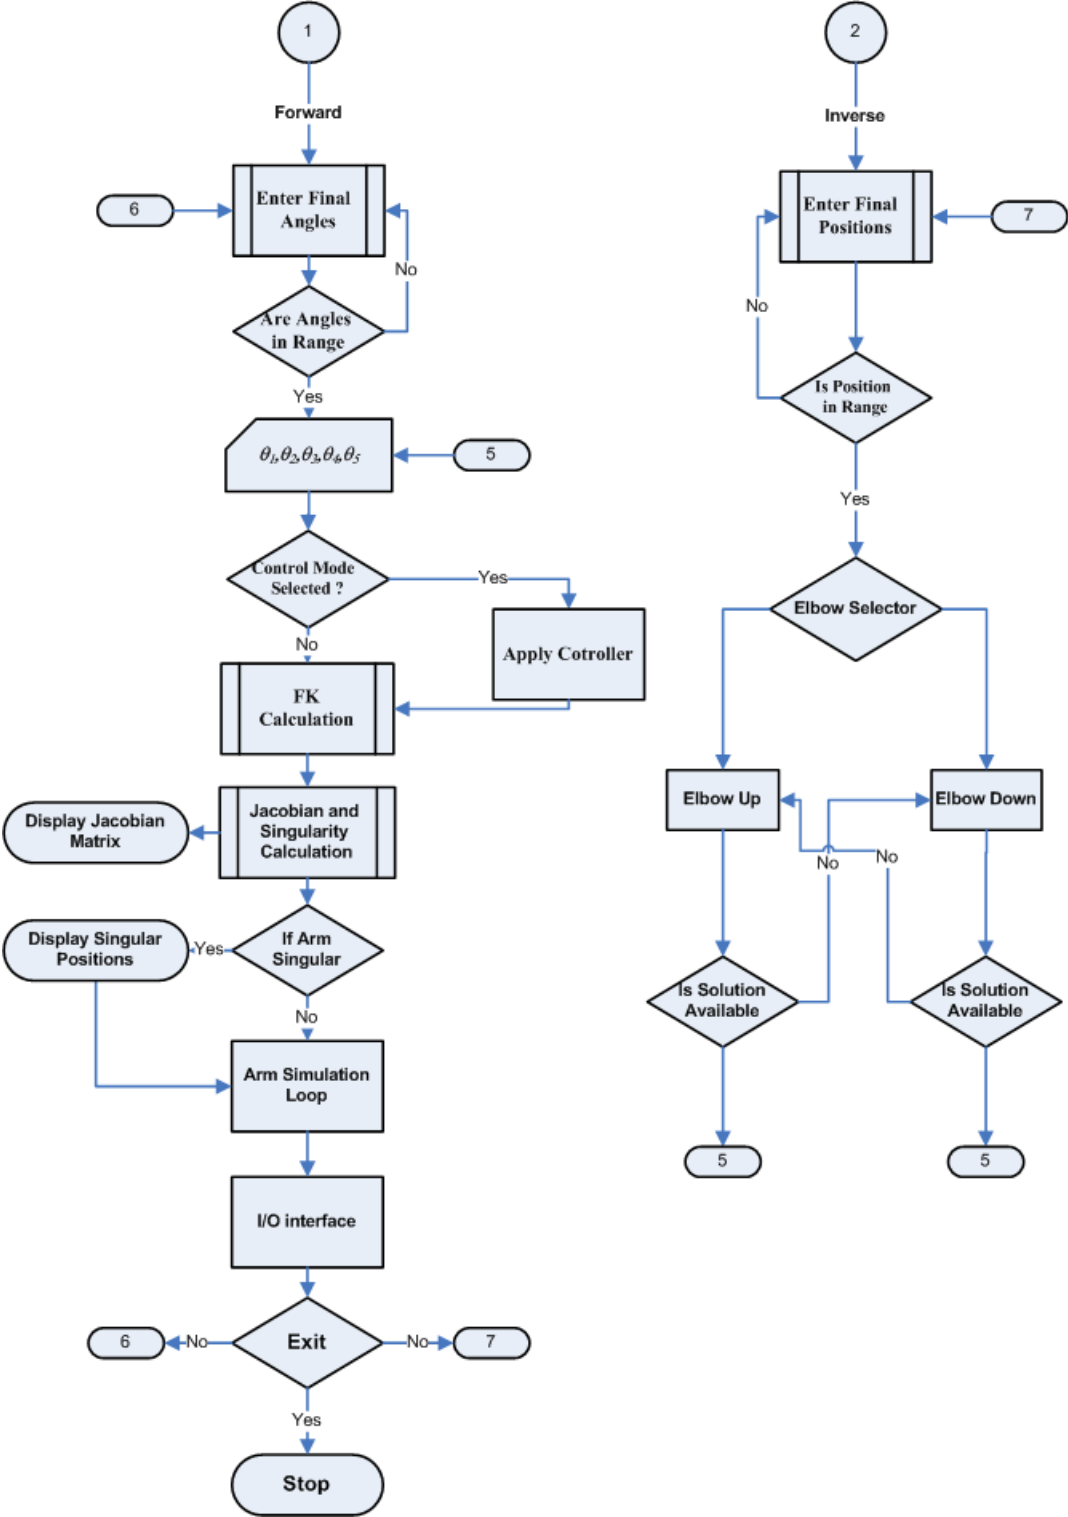 1
Forward
Enter Final
Angles
6
No
Are Angles
in Range
Yes
θ1,θ2,θ3,θ4,θ5
5
Control Mode
Selected ?
Yes
No
Apply Cotroller
FK
Calculation
Jacobian and
Singularity
Calculation
Display Jacobian
Matrix
If Arm
Singular
Yes
Display Singular
Positions
No
Arm Simulation
Loop
I/O interface
Exit
No
6
No
7
Yes
Stop
2
Inverse
Enter Final
Positions
7
No
Is Position
in Range
Yes
Elbow Selector
Elbow Up
Elbow Down
No
No
Is Solution
Available
Is Solution
Available
5
5